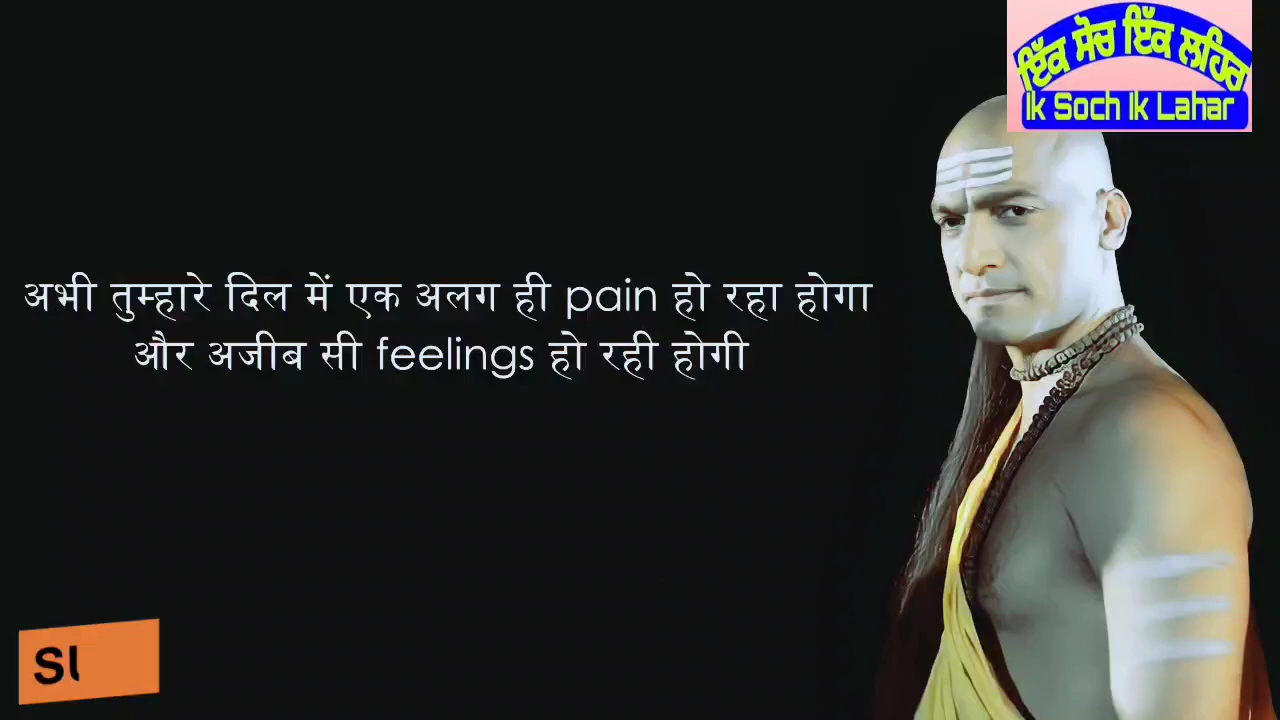 ਇੱਕ ਸੋਚ ਇੱਕ ਲਹਿਰ
Ik Soch Ik Lahar
अभी तुम्हारे दिल में एक अलग ही pain हो रहा होगा
और अजीब सी feelings हो रही होगी